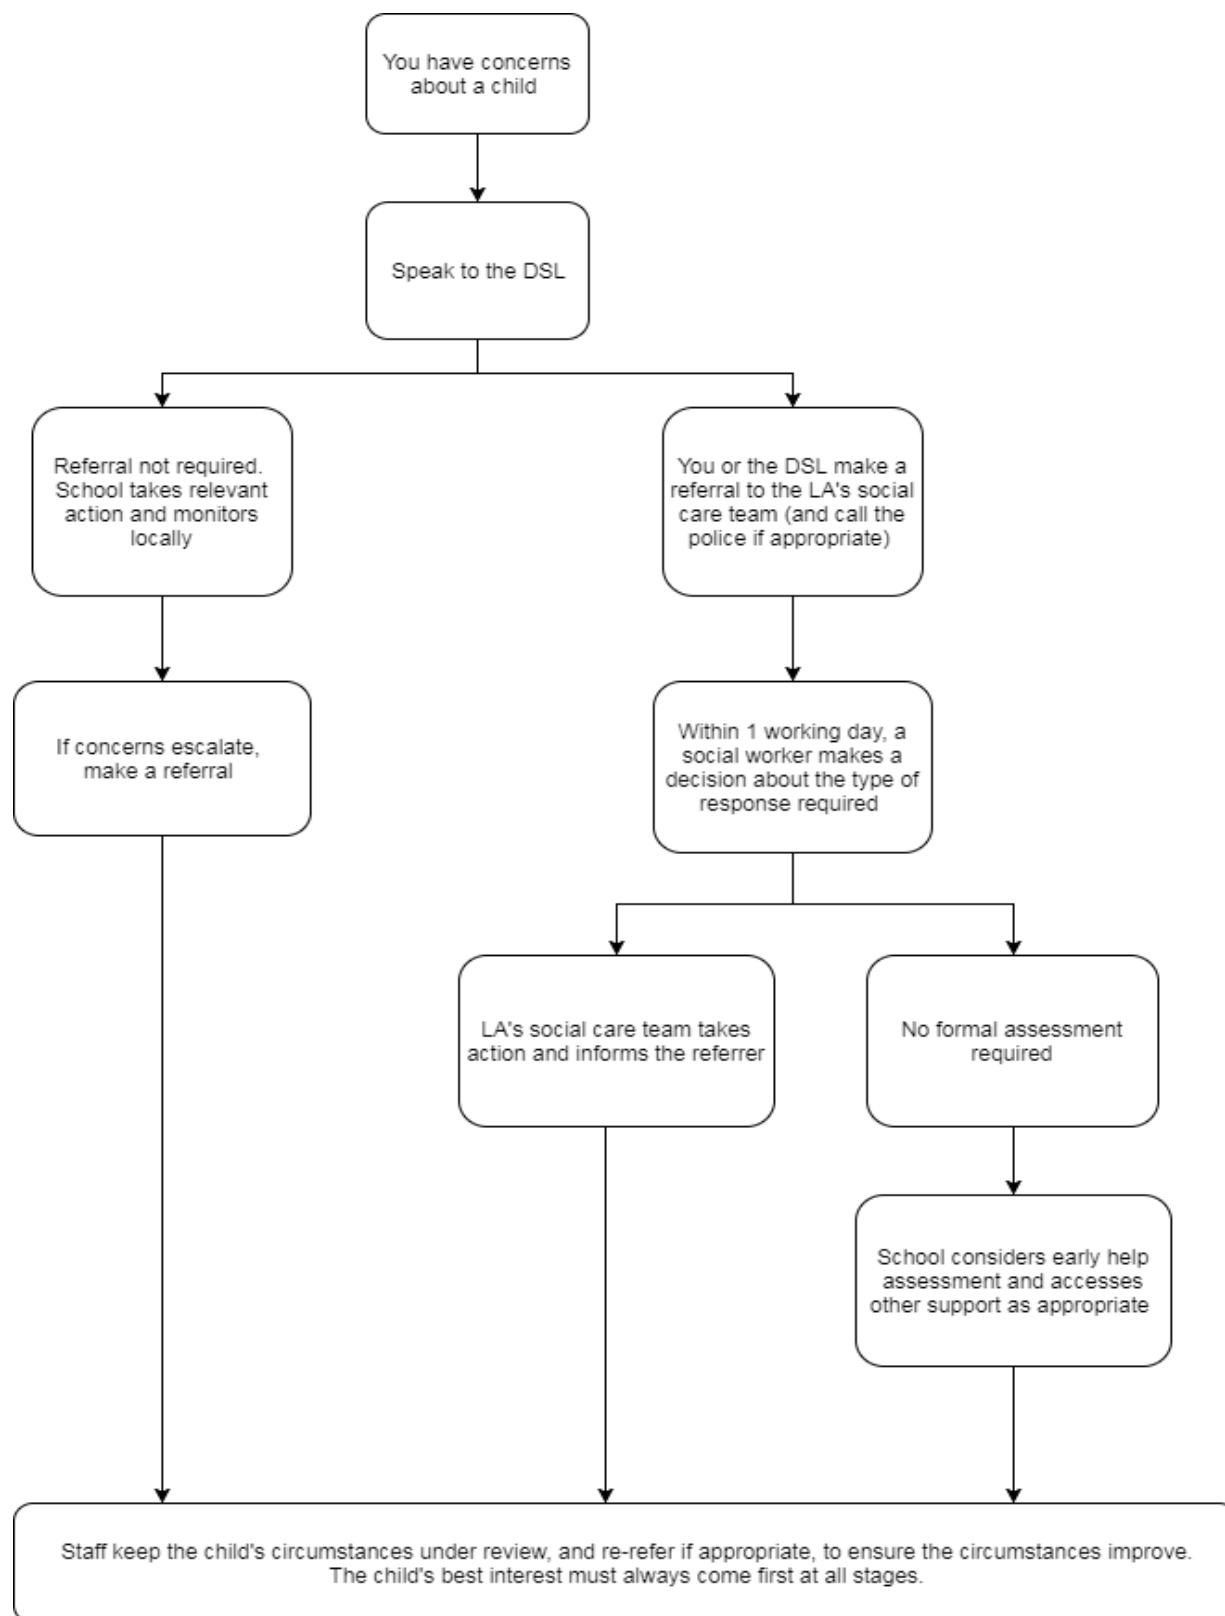 You have concerns
about a child
Speak to the DSL
Referral not required.
School takes relevant
action and monitors
locally
You or the DSL make a
referral to the LA's social
care team (and call the
police if appropriate)
If concerns escalate,
make a referral
Within 1 working day, a
social worker makes a
decision about the type of
response required
LA's social care team takes
action and informs the referrer
No formal assessment
required
School considers early help
assessment and accesses
other support as appropriate
Staff keep the child's circumstances under review, and re-refer if appropriate, to ensure the circumstances improve.
The child's best interest must always come first at all stages.